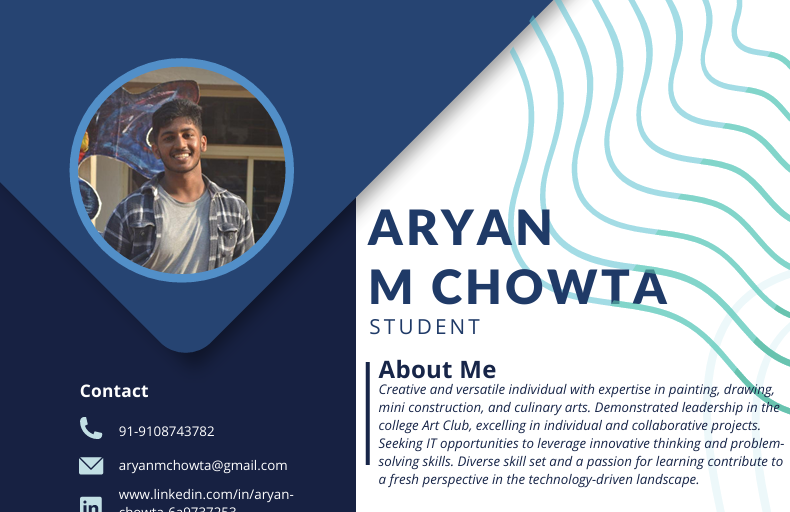 ARYAN
M CHOWTA
STUDENT
About Me
Creative and versatile individual with expertise in painting, drawing,
mini construction, and culinary arts. Demonstrated leadership in the
college Art Club, excelling in individual and collaborative projects.
Seeking IT opportunities to leverage innovative thinking and problem-
solving skills. Diverse skill set and a passion for learning contribute to
a fresh perspective in the technology-driven landscape.
Contact
91-9108743782
aryanmchowta@gmail.com
in
www.linkedin.com/in/aryan-
chowta-6a9737253